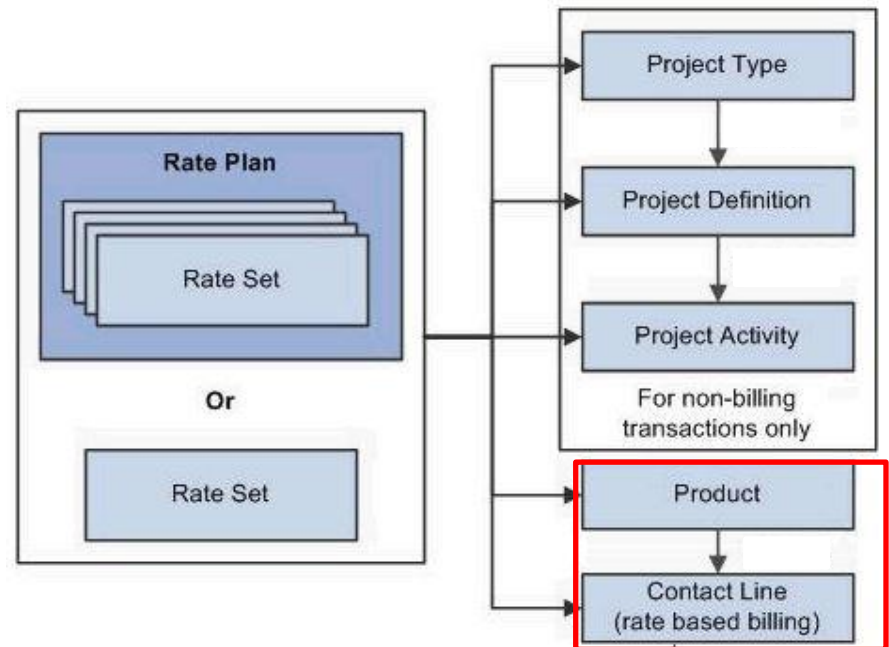 Rate Plan
Rate Set
Or
Rate Set
Project Type
Project Definition
Project Activity
For non-billing
transactions only
Product
Contact Line
(rate based billing)